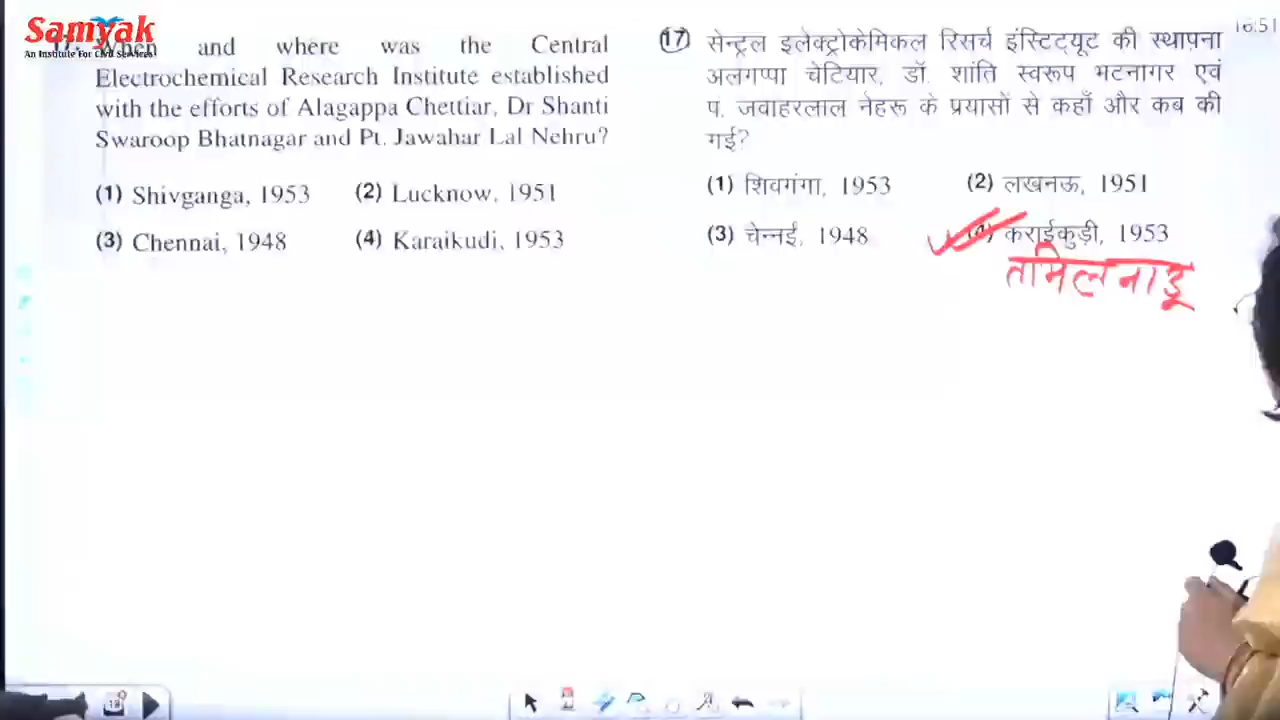 Samyak
An Institute For Civil Services
When and where was the Central
Electrochemical Research Institute established
with the efforts of Alagappa Chettiar, Dr Shanti
Swaroop Bhatnagar and Pt. Jawahar Lal Nehru?
(1) Shivganga, 1953 (2) Lucknow, 1951
(3) Chennai, 1948 (4) Karaikudi, 1953
16:51
17 सेन्ट्रल इलेक्ट्रोकेमिकल रिसर्च इंस्टिट्यूट की स्थापना
अलगप्पा चेटियार, डॉ. शांति स्वरूप भटनागर एवं
प. जवाहरलाल नेहरू के प्रयासों से कहाँ और कब की
गई?
(1) शिवगंगा, 1953 (2) लखनऊ, 1951
(3) चेन्नई, 1948 (4) कराईकुड़ी, 1953
तमिलनाडू